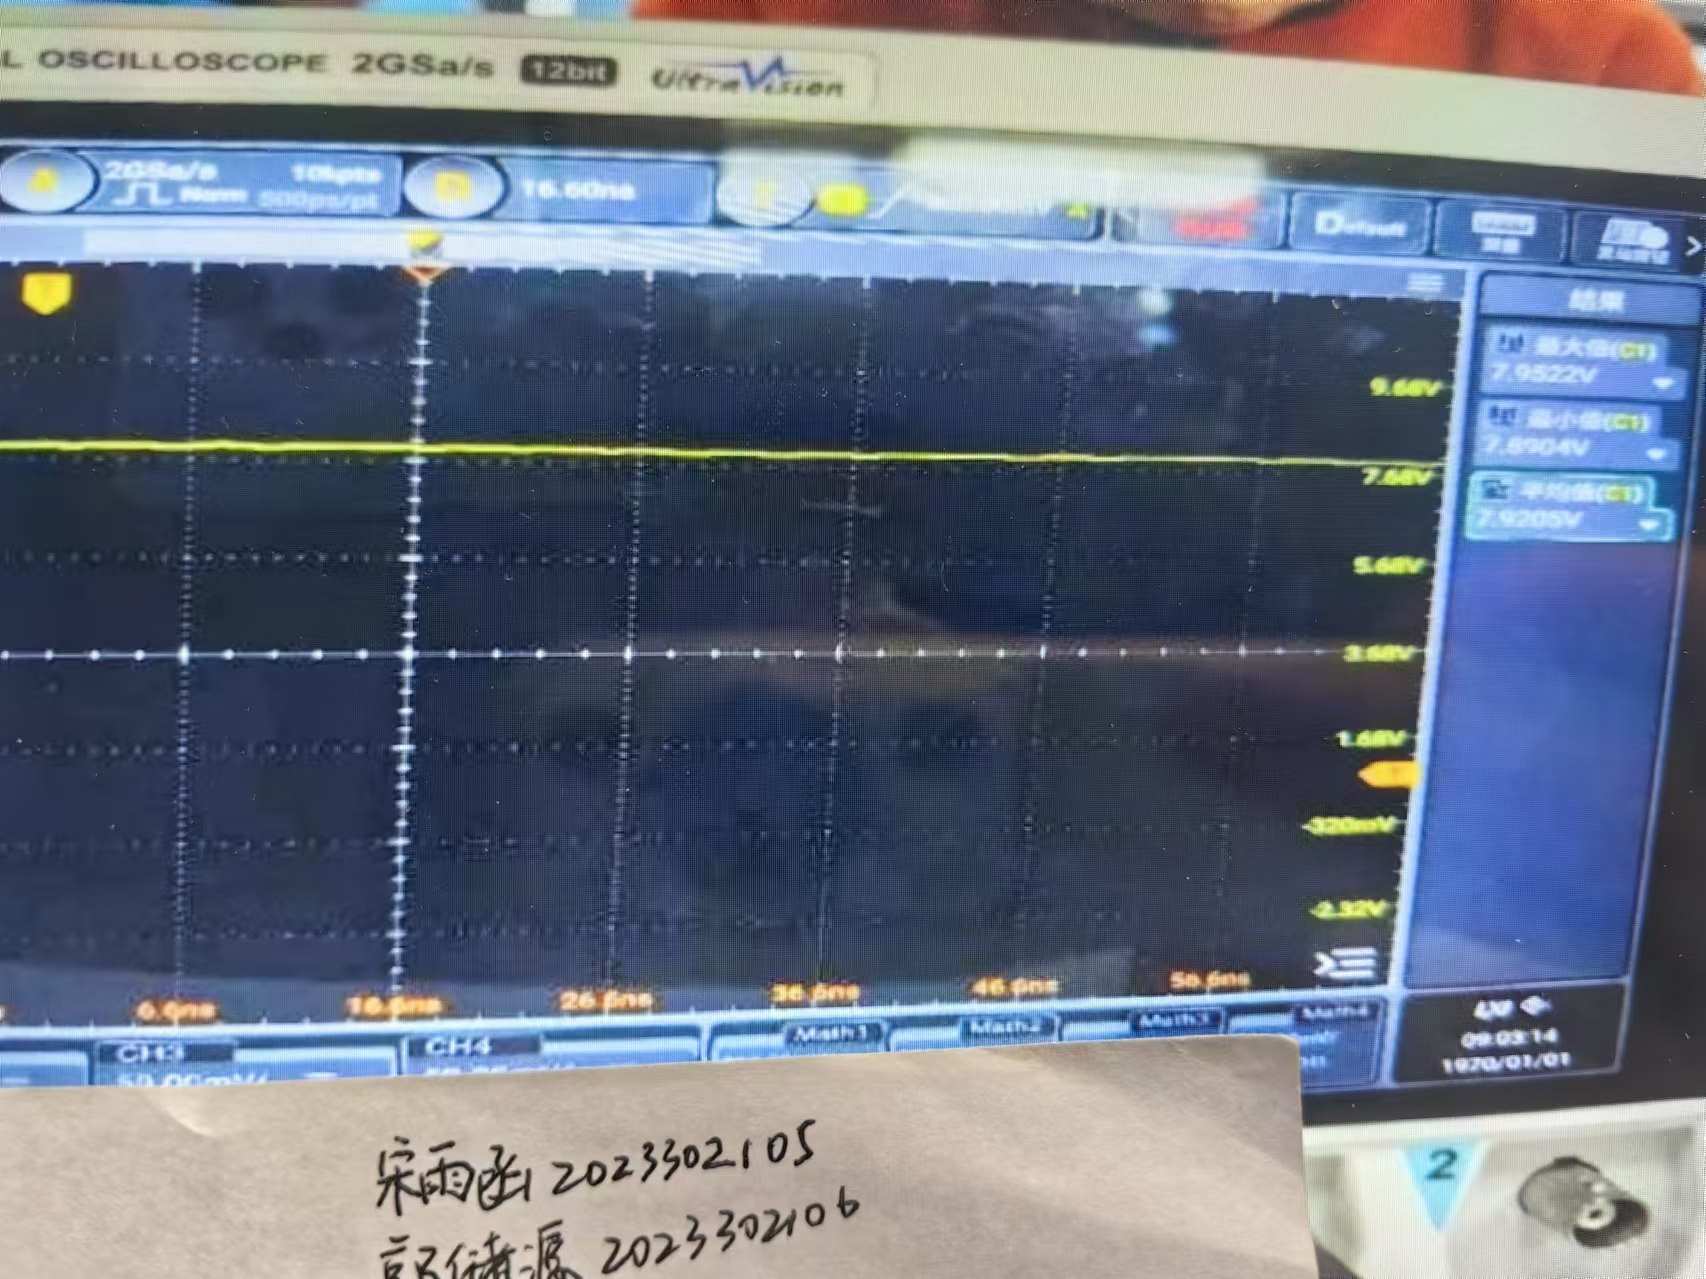 L OSCILLOSCOPE 2GSa/s 12bit UltraVision
2GSa/s 10kpts
Norm 500ps/pt
16.60ns
Default
结果
最大值(C1)
7.9522V
最小值(C1)
7.8904V
平均值(C1)
7.9205V
9.68V
7.68V
5.68V
3.68V
1.68V
-320mV
-2.32V
6.6ns 16.6ns 26.6ns 36.6ns 46.6ns 56.6ns
CH3 CH4 Math1 Math2 Math3 Math4
50.00mV/
09:03:14
1970/01/01
宋雨函 2023302105
2023302106
2